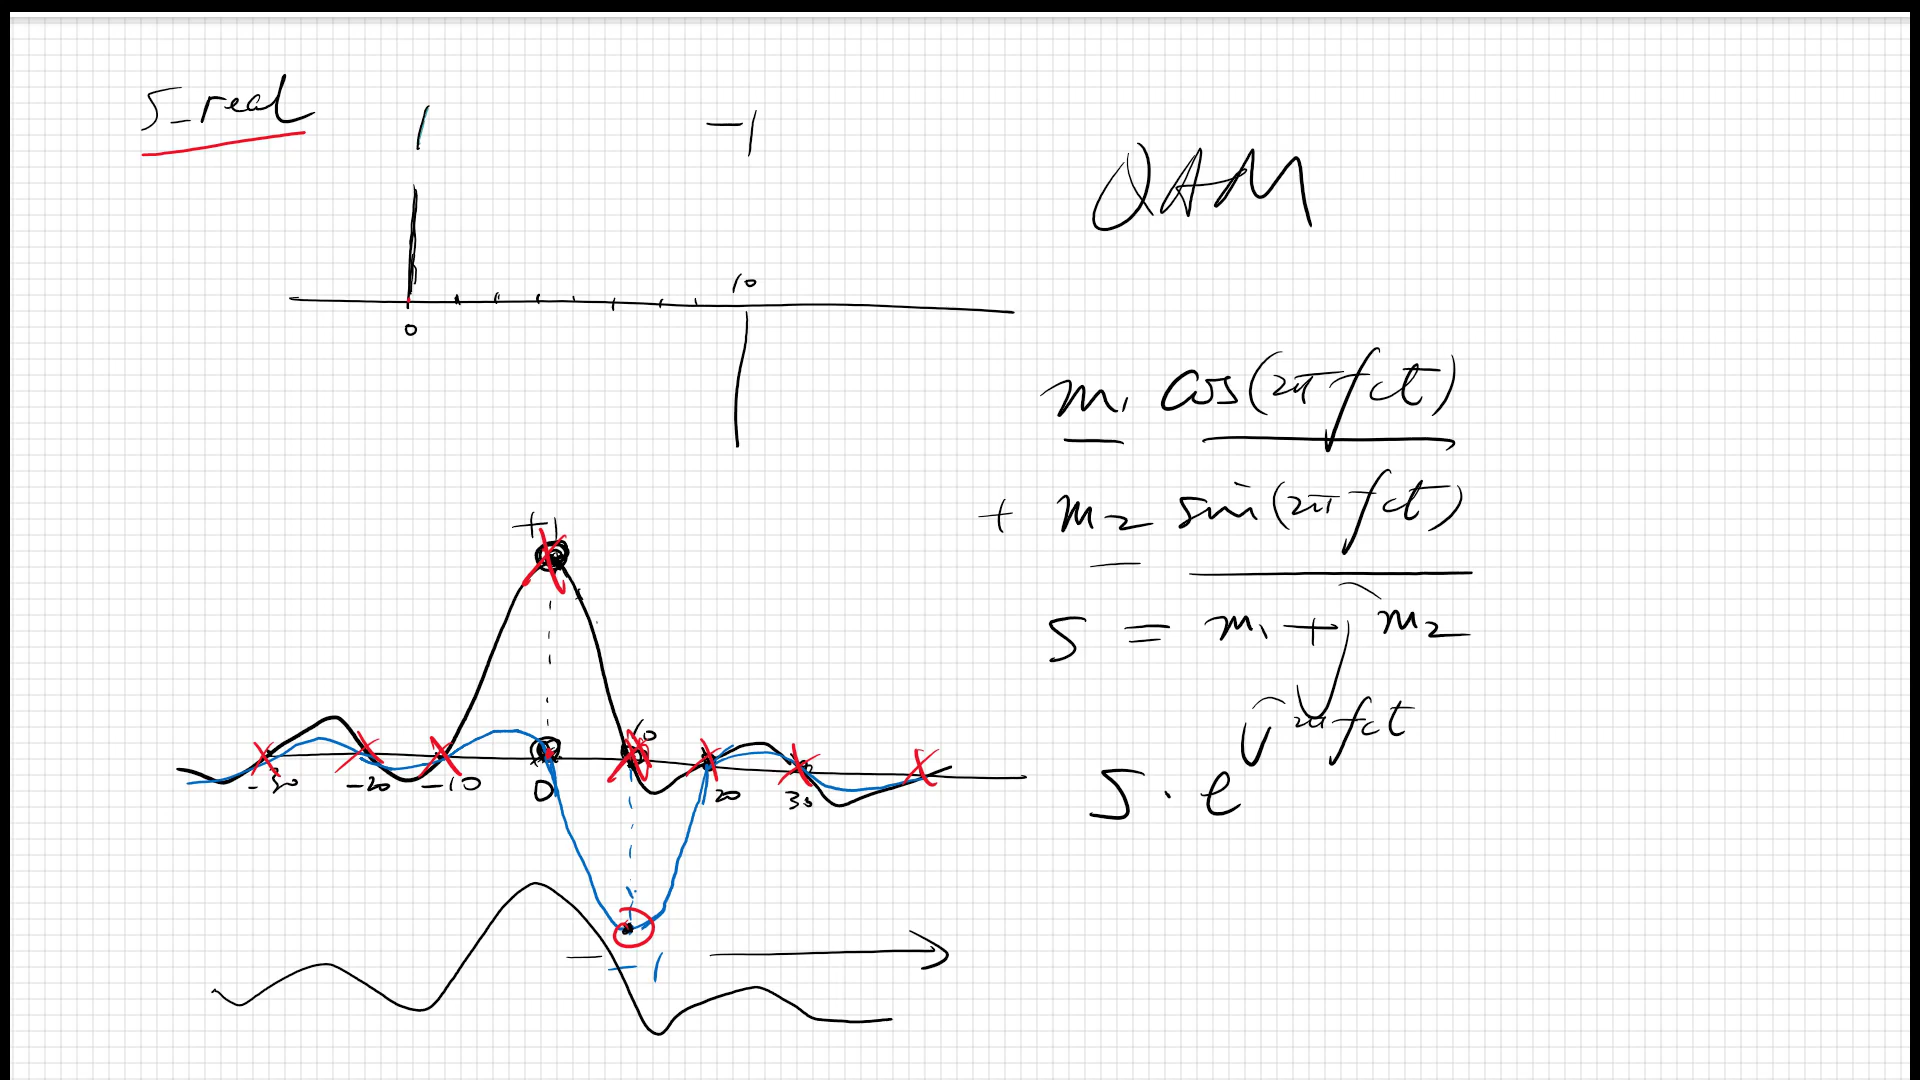 S_real
1 -1
10
0
+1
10
-30 -20 -10 0 20 30
-1
QAM
m₁ cos(2πfct)
+ m₂ sin(2πfct)
S = m₁ + j m₂
S · e^j2πfct